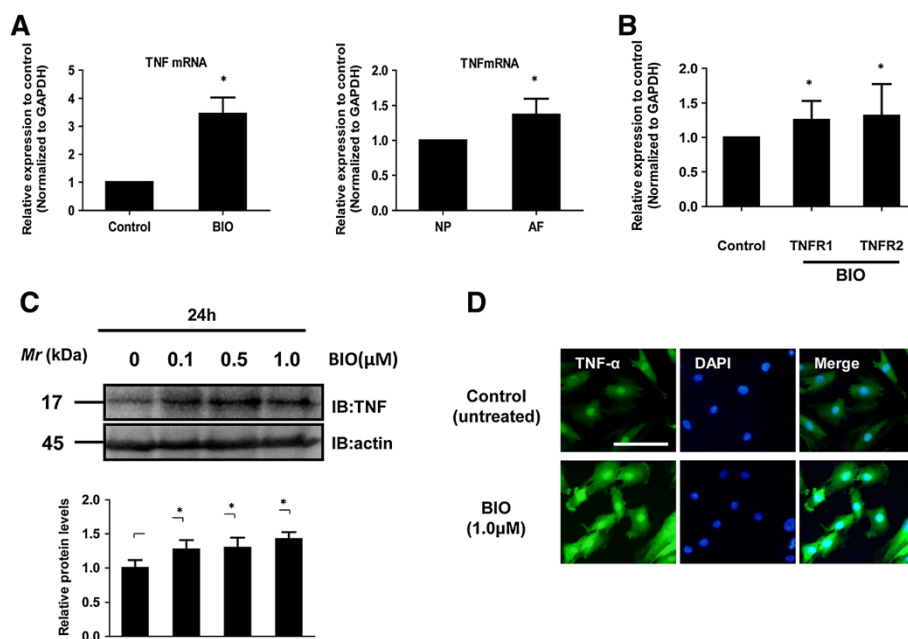 A
TNF mRNA
Relative expression to control
(Normalized to GAPDH)
5
4
3
2
1
0
*
Control
BIO
TNFmRNA
Relative expression to control
(Normalized to GAPDH)
2.0
1.5
1.0
0.5
0.0
*
NP
AF
B
Relative expression to control
(Normalized to GAPDH)
2.0
1.5
1.0
0.5
0.0
*
*
Control
TNFR1
TNFR2
BIO
C
24h
Mr (kDa)
0
0.1
0.5
1.0
BIO(μM)
17
IB:TNF
45
IB:actin
Relative protein levels
2.0
1.5
1.0
0.5
0.0
*
*
*
D
TNF-α
DAPI
Merge
Control
(untreated)
BIO
(1.0μM)